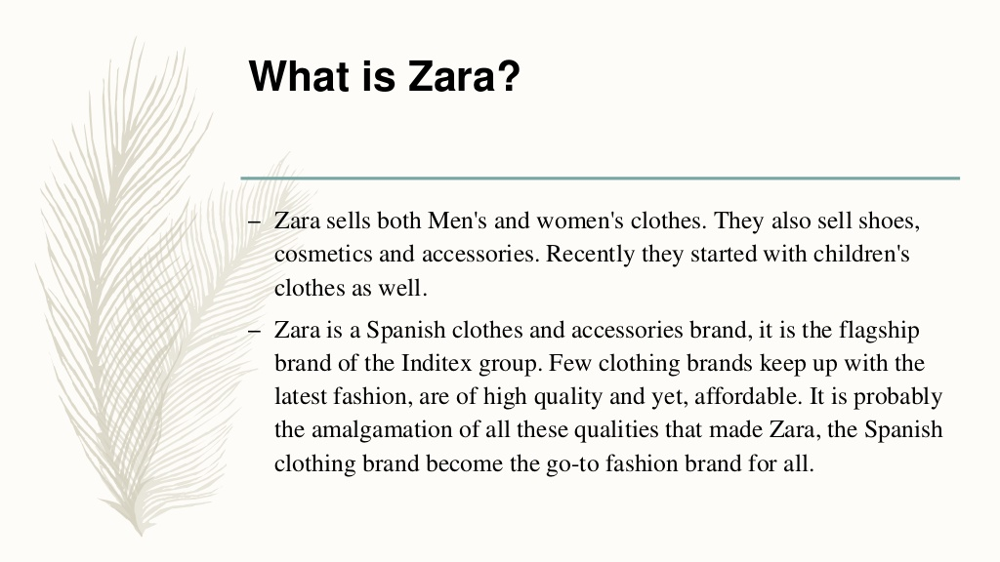 What is Zara?
– Zara sells both Men's and women's clothes. They also sell shoes,
cosmetics and accessories. Recently they started with children's
clothes as well.
– Zara is a Spanish clothes and accessories brand, it is the flagship
brand of the Inditex group. Few clothing brands keep up with the
latest fashion, are of high quality and yet, affordable. It is probably
the amalgamation of all these qualities that made Zara, the Spanish
clothing brand become the go-to fashion brand for all.